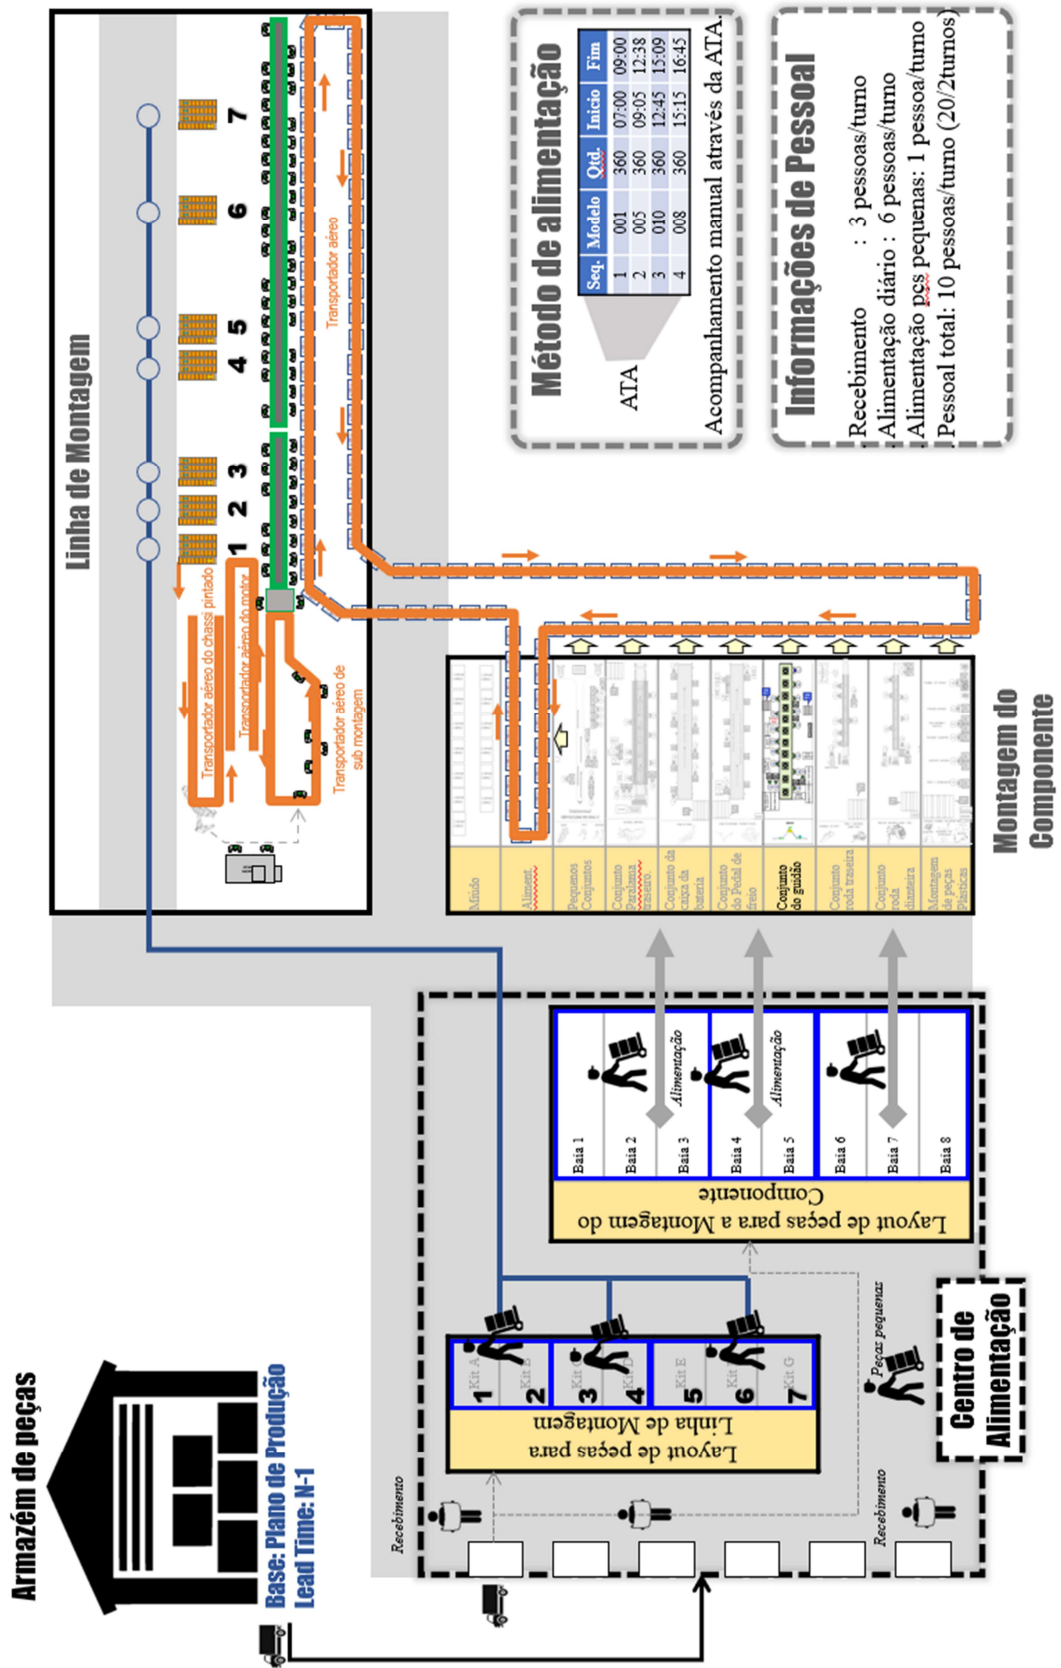 Armazém de peças
Base: Plano de Produção
Lead Time: N-1
Recebimento
Recebimento
Layout de peças para
Linha de Montagem
Kit A
1
2
3
Kit D
4
Kit E
5
6
Kit G
7
Peças pequenas
Centro de
Alimentação
Layout de peças para a Montagem do
Componente
Baia 1
Baia 2
Baia 3
Baia 4
Baia 5
Baia 6
Baia 7
Baia 8
Alimentação
Alimentação
Linha de Montagem
1
2
3
4
5
6
7
Transportador aéreo do chassi pintado
Transportador aéreo do motor
Transportador aéreo de
sub montagem
Transportador aéreo
Miúdo
Aliment.
Pequenos
Conjuntos
Conjunto
Paralama
traseiro.
Conjunto da
caixa da
bateria
Conjunto
do Pedal de
freio
Conjunto
do guidão
Conjunto
roda traseira
Conjunto
roda
dianteira
Montagem
de peças
Plásticas
Montagem do
Componente
Método de alimentação
Seq. Modelo Qtd. Inicio Fim
1 001 360 07:00 09:00
2 005 360 09:05 12:38
3 010 360 12:45 15:09
4 008 360 15:15 16:45
ATA
Acompanhamento manual através da ATA.
Informações de Pessoal
.Recebimento : 3 pessoas/turno
.Alimentação diário : 6 pessoas/turno
.Alimentação pcs pequenas: 1 pessoa/turno
.Pessoal total: 10 pessoas/turno (20/2turnos)